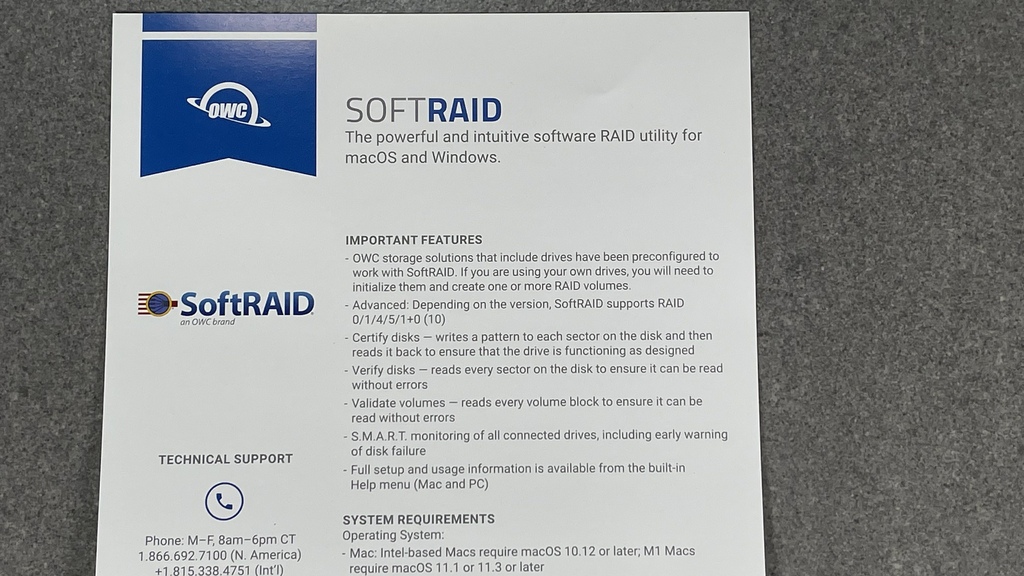 OWC
SOFTRAID
The powerful and intuitive software RAID utility for
macOS and Windows.
IMPORTANT FEATURES
- OWC storage solutions that include drives have been preconfigured to
work with SoftRAID. If you are using your own drives, you will need to
initialize them and create one or more RAID volumes.
- Advanced: Depending on the version, SoftRAID supports RAID
0/1/4/5/1+0 (10)
- Certify disks — writes a pattern to each sector on the disk and then
reads it back to ensure that the drive is functioning as designed
- Verify disks — reads every sector on the disk to ensure it can be read
without errors
- Validate volumes — reads every volume block to ensure it can be
read without errors
- S.M.A.R.T. monitoring of all connected drives, including early warning
of disk failure
- Full setup and usage information is available from the built-in
Help menu (Mac and PC)
SYSTEM REQUIREMENTS
Operating System:
- Mac: Intel-based Macs require macOS 10.12 or later; M1 Macs
require macOS 11.1 or 11.3 or later
SoftRAID
an OWC brand
TECHNICAL SUPPORT
Phone: M–F, 8am–6pm CT
1.866.692.7100 (N. America)
+1.815.338.4751 (Int'l)